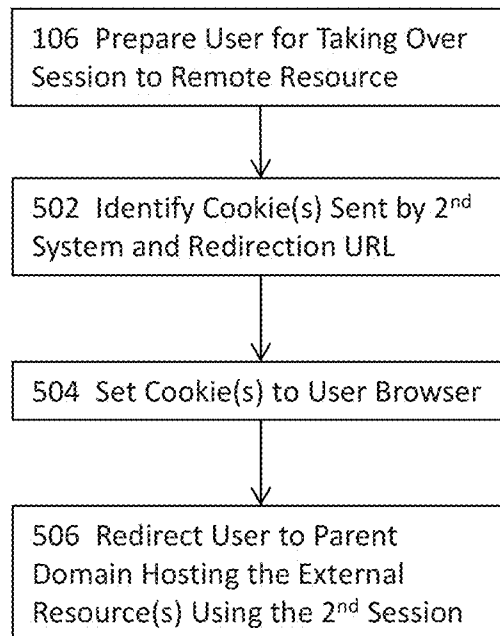 106 Prepare User for Taking Over
Session to Remote Resource
502 Identify Cookie(s) Sent by 2nd
System and Redirection URL
504 Set Cookie(s) to User Browser
506 Redirect User to Parent
Domain Hosting the External
Resource(s) Using the 2nd Session